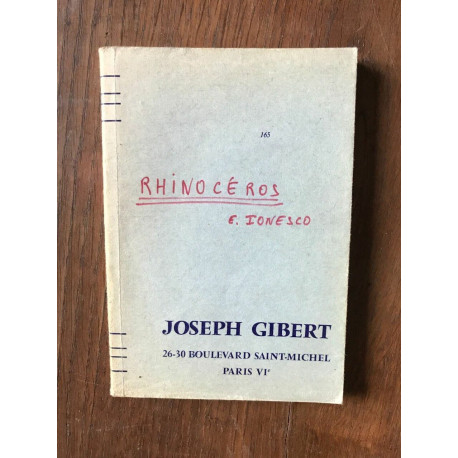 165
RHINOCÉROS
E. IONESCO
JOSEPH GIBERT
26-30 BOULEVARD SAINT-MICHEL
PARIS VIᵉ